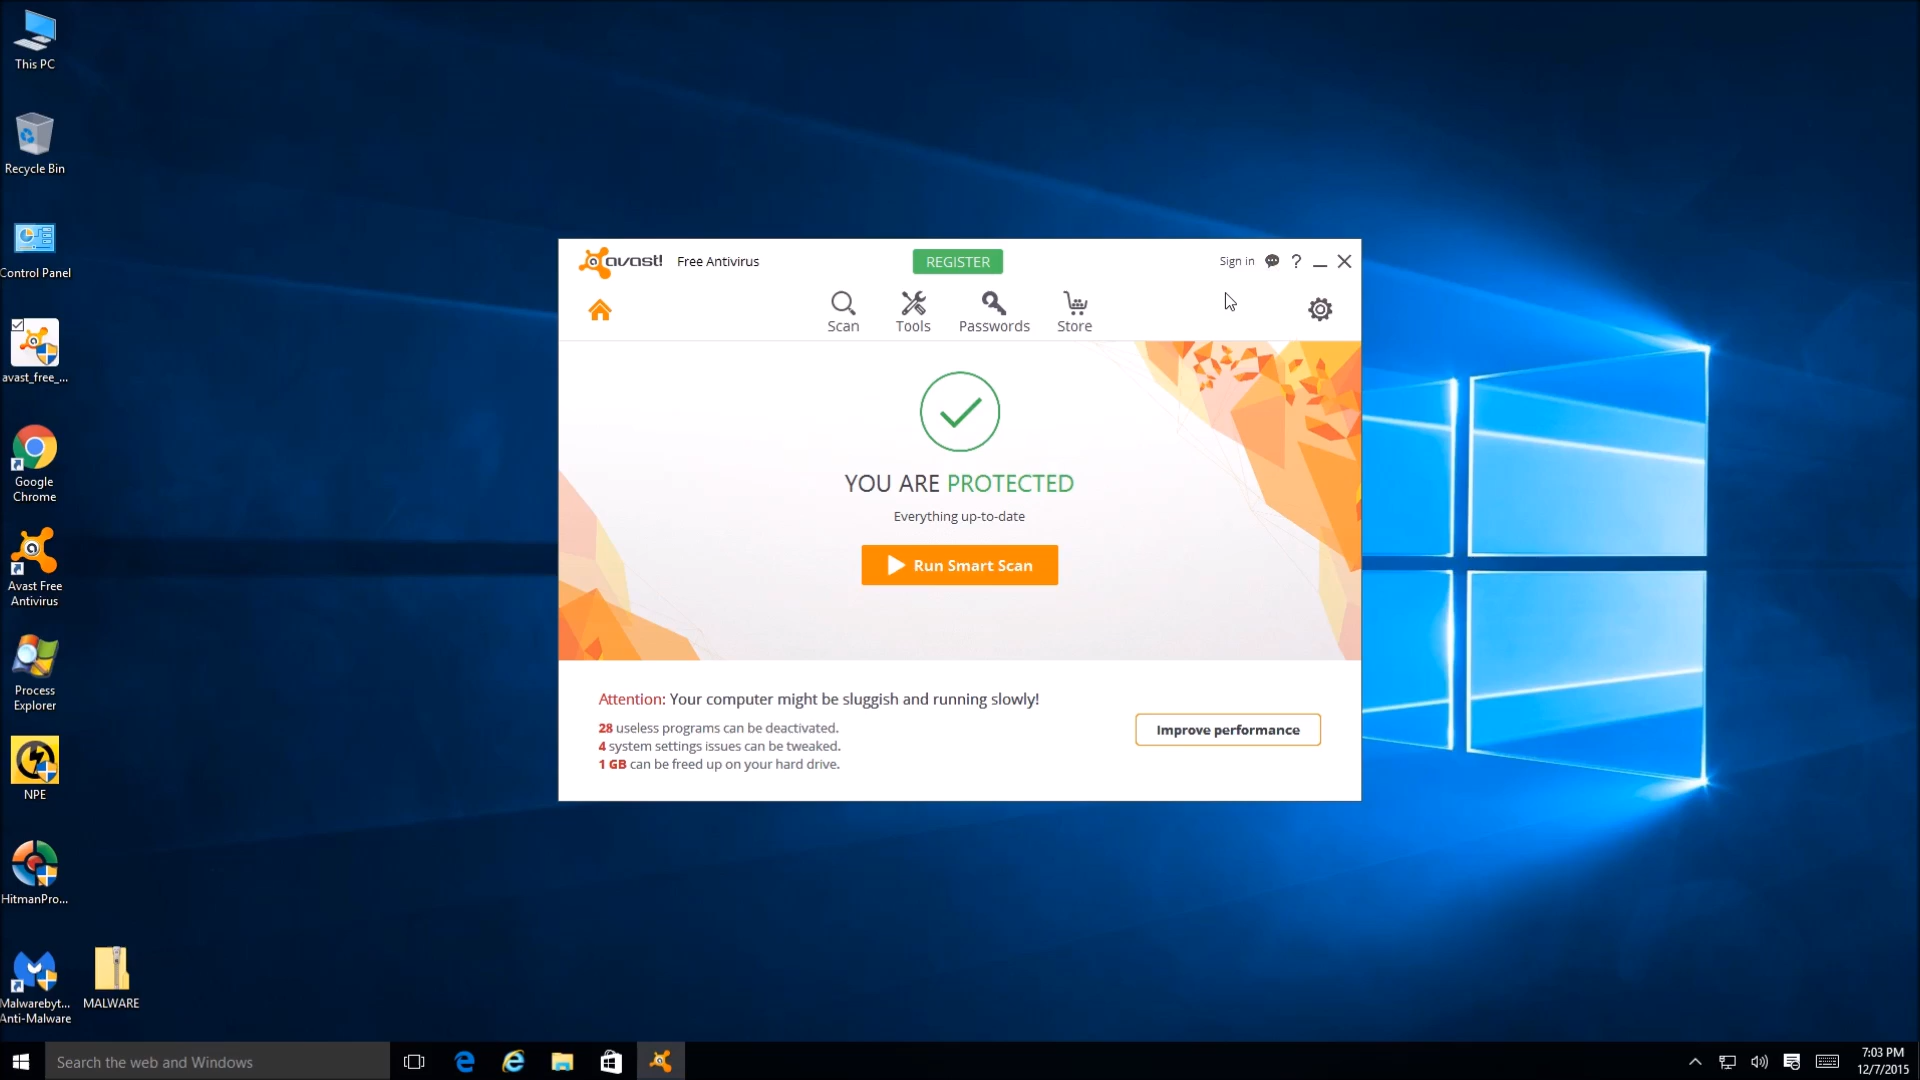 This PC
Recycle Bin
Control Panel
avast_free_...
Google
Chrome
Avast Free
Antivirus
Process
Explorer
NPE
HitmanPro...
Malwarebyt...
Anti-Malware
MALWARE
avast! Free Antivirus
REGISTER
Sign in ?
Scan
Tools
Passwords
Store
YOU ARE PROTECTED
Everything up-to-date
Run Smart Scan
Attention: Your computer might be sluggish and running slowly!
28 useless programs can be deactivated.
4 system settings issues can be tweaked.
1 GB can be freed up on your hard drive.
Improve performance
Search the web and Windows
7:03 PM
12/7/2015